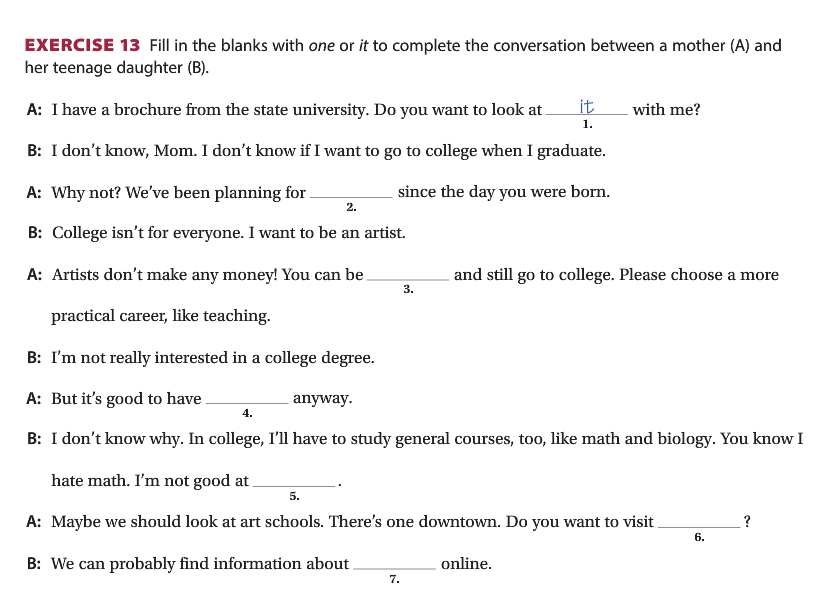 EXERCISE 13 Fill in the blanks with one or it to complete the conversation between a mother (A) and
her teenage daughter (B).
A: I have a brochure from the state university. Do you want to look at it with me?
1.
B: I don't know, Mom. I don't know if I want to go to college when I graduate.
A: Why not? We've been planning for ________ since the day you were born.
2.
B: College isn't for everyone. I want to be an artist.
A: Artists don't make any money! You can be ________ and still go to college. Please choose a more
3.
practical career, like teaching.
B: I'm not really interested in a college degree.
A: But it's good to have ________ anyway.
4.
B: I don't know why. In college, I'll have to study general courses, too, like math and biology. You know I
hate math. I'm not good at ________.
5.
A: Maybe we should look at art schools. There's one downtown. Do you want to visit ________?
6.
B: We can probably find information about ________ online.
7.